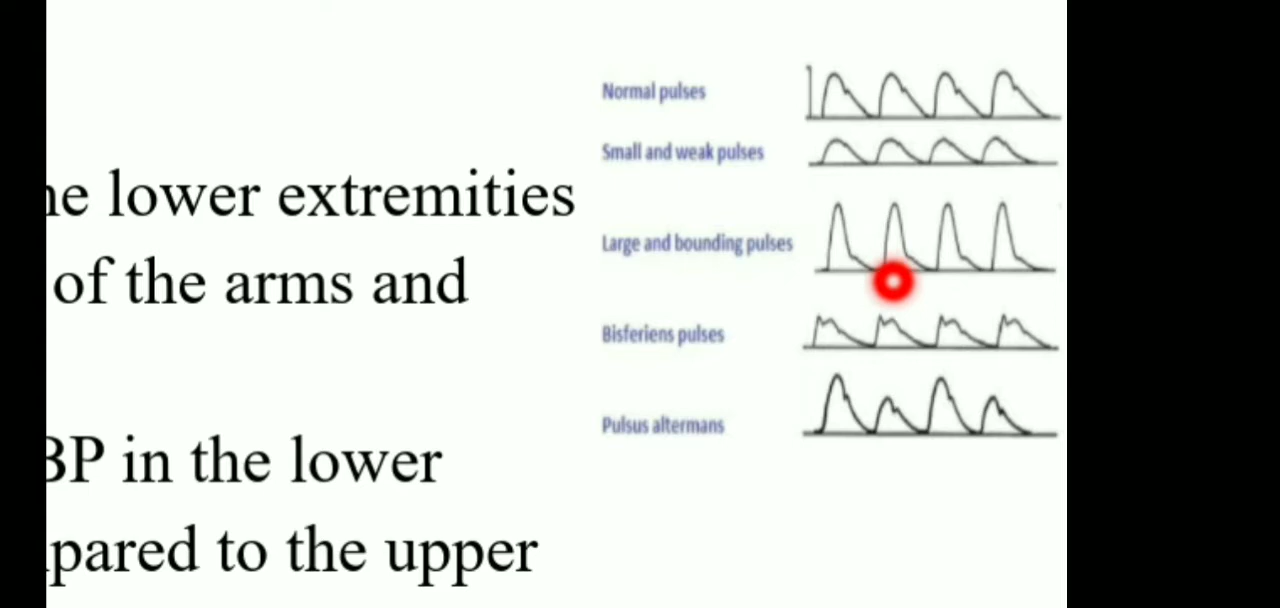 he lower extremities
of the arms and
BP in the lower
pared to the upper
Normal pulses
Small and weak pulses
Large and bounding pulses
Bisferiens pulses
Pulsus altermans